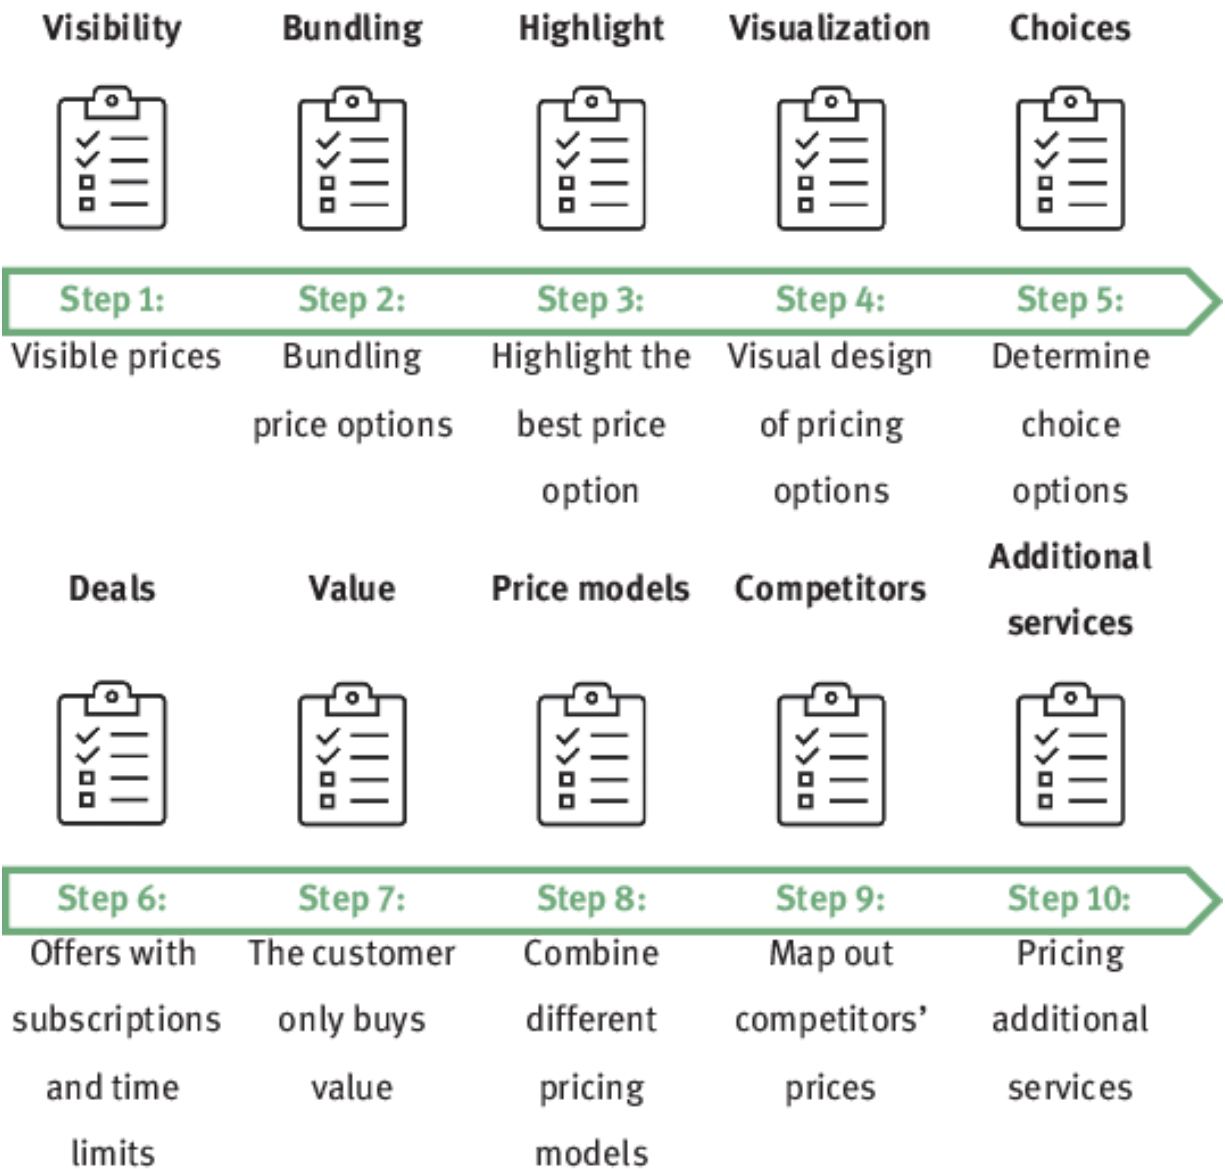 Visibility
Bundling
Highlight
Visualization
Choices
Step 1:
Step 2:
Step 3:
Step 4:
Step 5:
Visible prices
Bundling
price options
Highlight the
best price
option
Visual design
of pricing
options
Determine
choice
options
Deals
Value
Price models
Competitors
Additional
services
Step 6:
Step 7:
Step 8:
Step 9:
Step 10:
Offers with
subscriptions
and time
limits
The customer
only buys
value
Combine
different
pricing
models
Map out
competitors’
prices
Pricing
additional
services